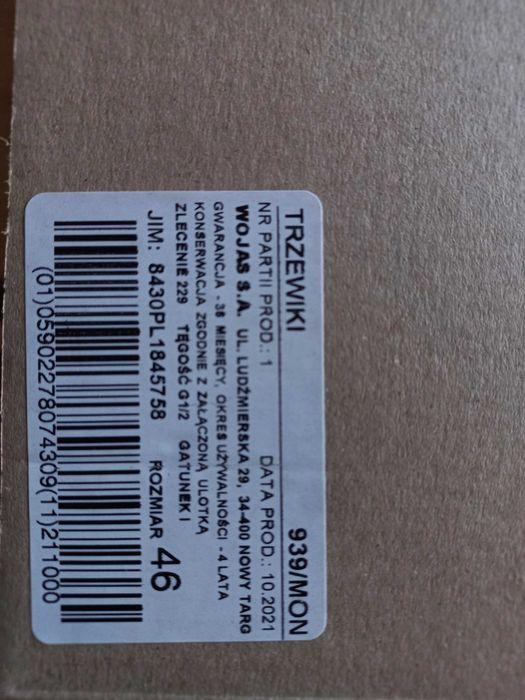 TRZEWIKI 939/MON
NR PARTII PROD.: 1 DATA PROD.: 10.2021
WOJAS S.A. UL. LUDŹMIERSKA 29, 34-400 NOWY TARG
GWARANCJA - 36 MIESIĘCY, OKRES UŻYWALNOŚCI - 4 LATA
KONSERWACJA ZGODNIE Z ZAŁĄCZONĄ ULOTKĄ
ZLECENIE 229 TĘGOŚĆ G1/2 GATUNEK I
JIM: 8430PL1845758 ROZMIAR 46
(01)05902278074309(11)211000